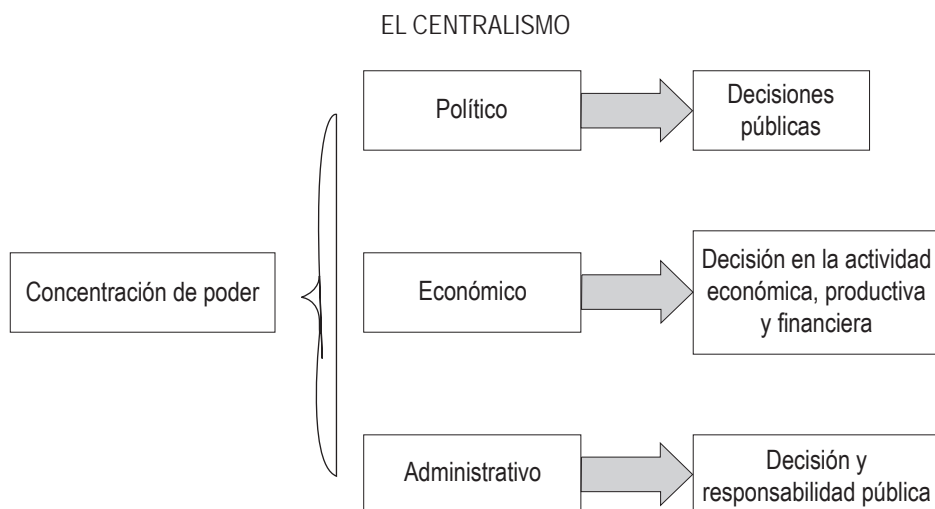 EL CENTRALISMO
Político
Decisiones
públicas
Concentración de poder
Económico
Decisión en la actividad
económica, productiva
y financiera
Administrativo
Decisión y
responsabilidad pública